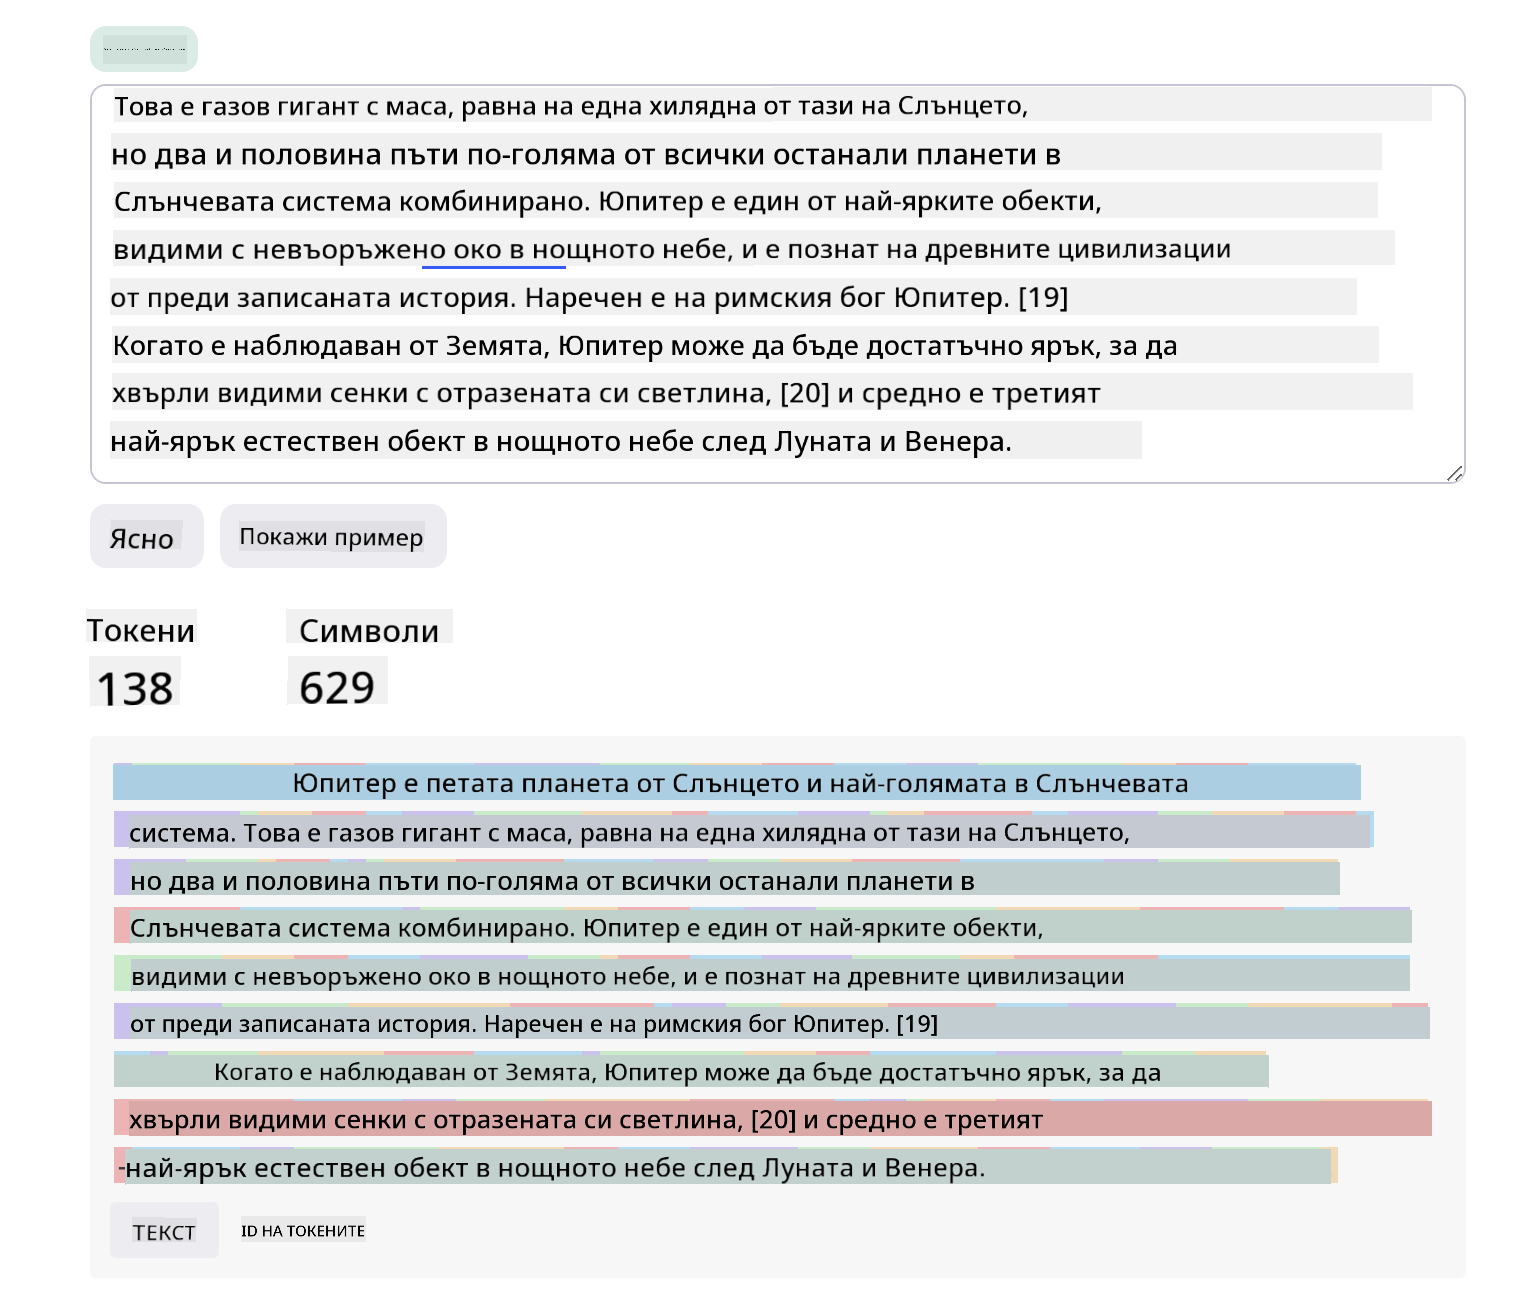 Това е газов гигант с маса, равна на една хилядна от тази на Слънцето,
но два и половина пъти по-голяма от всички останали планети в
Слънчевата система комбинирано. Юпитер е един от най-ярките обекти,
видими с невъоръжено око в нощното небе, и е познат на древните цивилизации
от преди записаната история. Наречен е на римския бог Юпитер. [19]
Когато е наблюдаван от Земята, Юпитер може да бъде достатъчно ярък, за да
хвърли видими сенки с отразената си светлина, [20] и средно е третият
най-ярък естествен обект в нощното небе след Луната и Венера.
Ясно Покажи пример
Токени Символи
138 629
Юпитер е петата планета от Слънцето и най-голямата в Слънчевата
система. Това е газов гигант с маса, равна на една хилядна от тази на Слънцето,
но два и половина пъти по-голяма от всички останали планети в
Слънчевата система комбинирано. Юпитер е един от най-ярките обекти,
видими с невъоръжено око в нощното небе, и е познат на древните цивилизации
от преди записаната история. Наречен е на римския бог Юпитер. [19]
Когато е наблюдаван от Земята, Юпитер може да бъде достатъчно ярък, за да
хвърли видими сенки с отразената си светлина, [20] и средно е третият
-най-ярък естествен обект в нощното небе след Луната и Венера.
ТЕКСТ ID НА ТОКЕНИТЕ